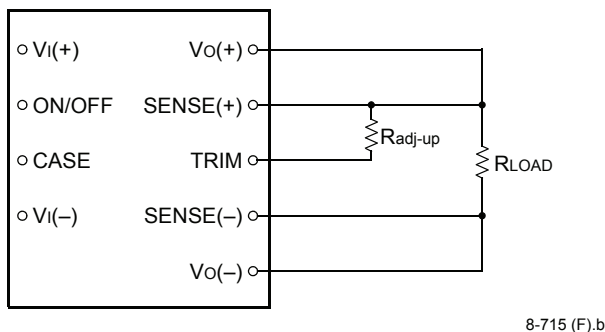 VI(+)
VO(+)
ON/OFF
SENSE(+)
Radj-up
CASE
TRIM
RLOAD
VI(–)
SENSE(–)
VO(–)
8-715 (F).b